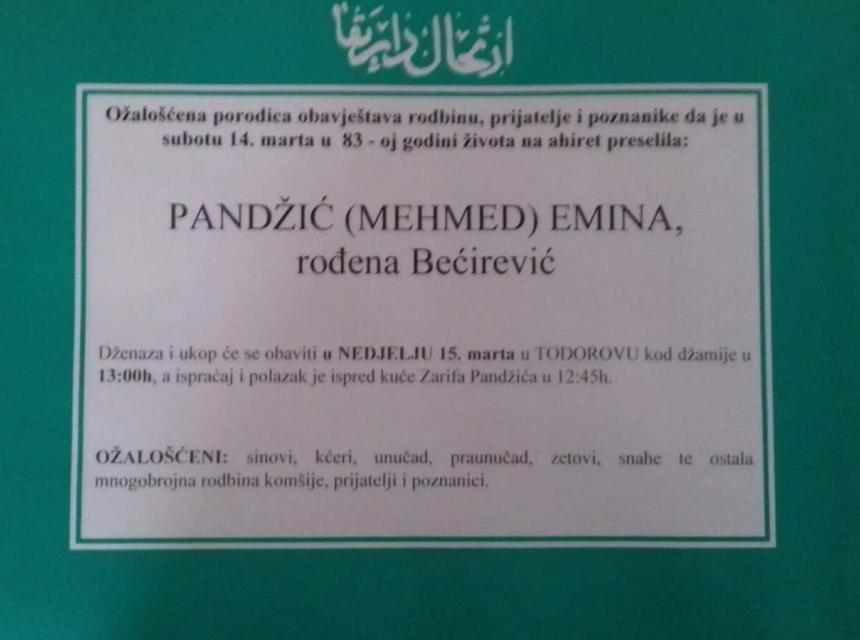 ارتحال دار بقا
Ožalošćena porodica obavještava rodbinu, prijatelje i poznanike da je u
subotu 14. marta u 83 - oj godini života na ahiret preselila:
PANDŽIĆ (MEHMED) EMINA,
rođena Bećirević
Dženaza i ukop će se obaviti u NEDJELJU 15. marta u TODOROVU kod džamije u
13:00h, a ispraćaj i polazak je ispred kuće Zarifa Pandžića u 12:45h.
OŽALOŠĆENI: sinovi, kćeri, unučad, praunučad, zetovi, snahe te ostala
mnogobrojna rodbina komšije, prijatelji i poznanici.